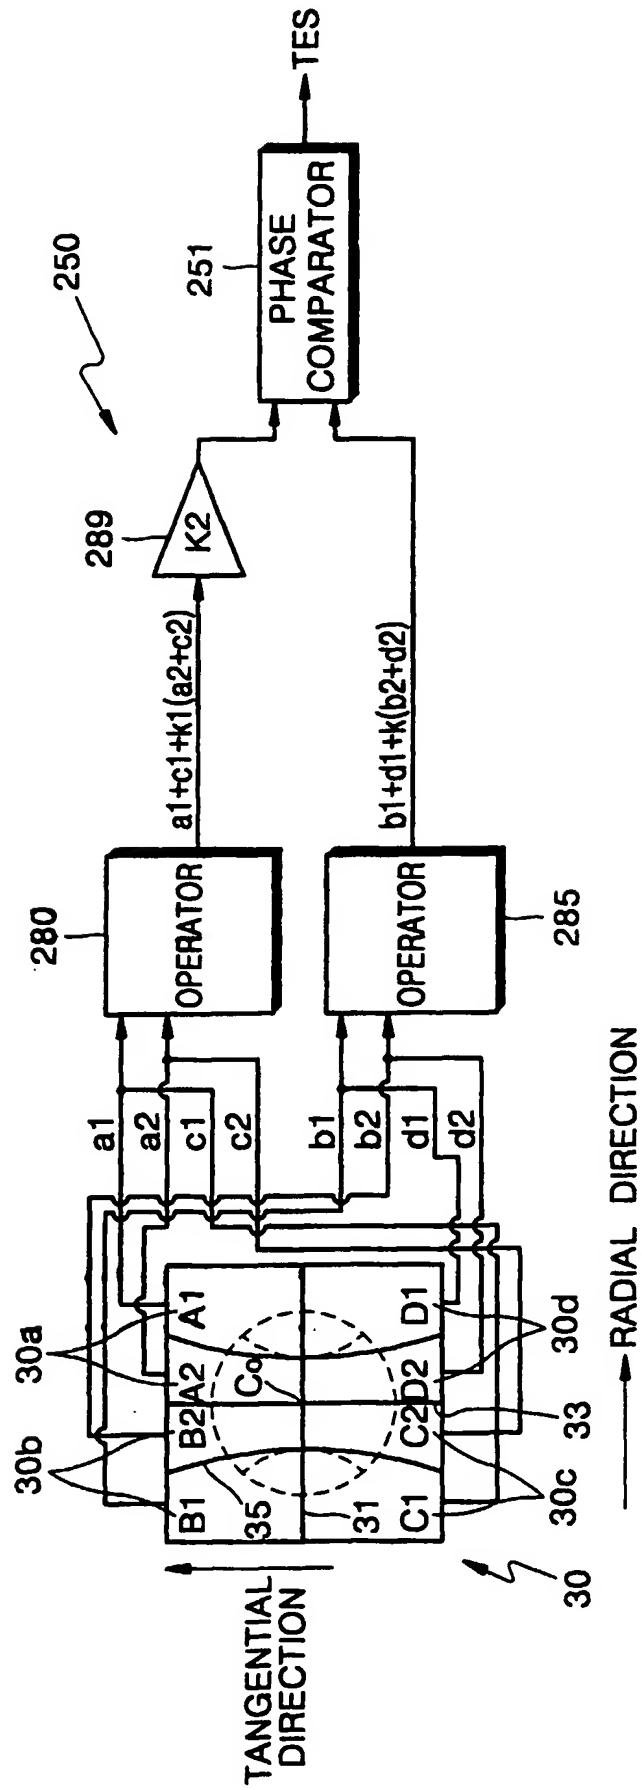 TANGENTIAL
DIRECTION
30
30b
30a
B1
B2
A2
A1
35
Co
31
C1
C2
D2
D1
33
30c
30d
RADIAL DIRECTION
a1
a2
c1
c2
b1
b2
d1
d2
280
OPERATOR
OPERATOR
285
a1+c1+k1(a2+c2)
b1+d1+k(b2+d2)
289
K2
250
251
PHASE
COMPARATOR
TES